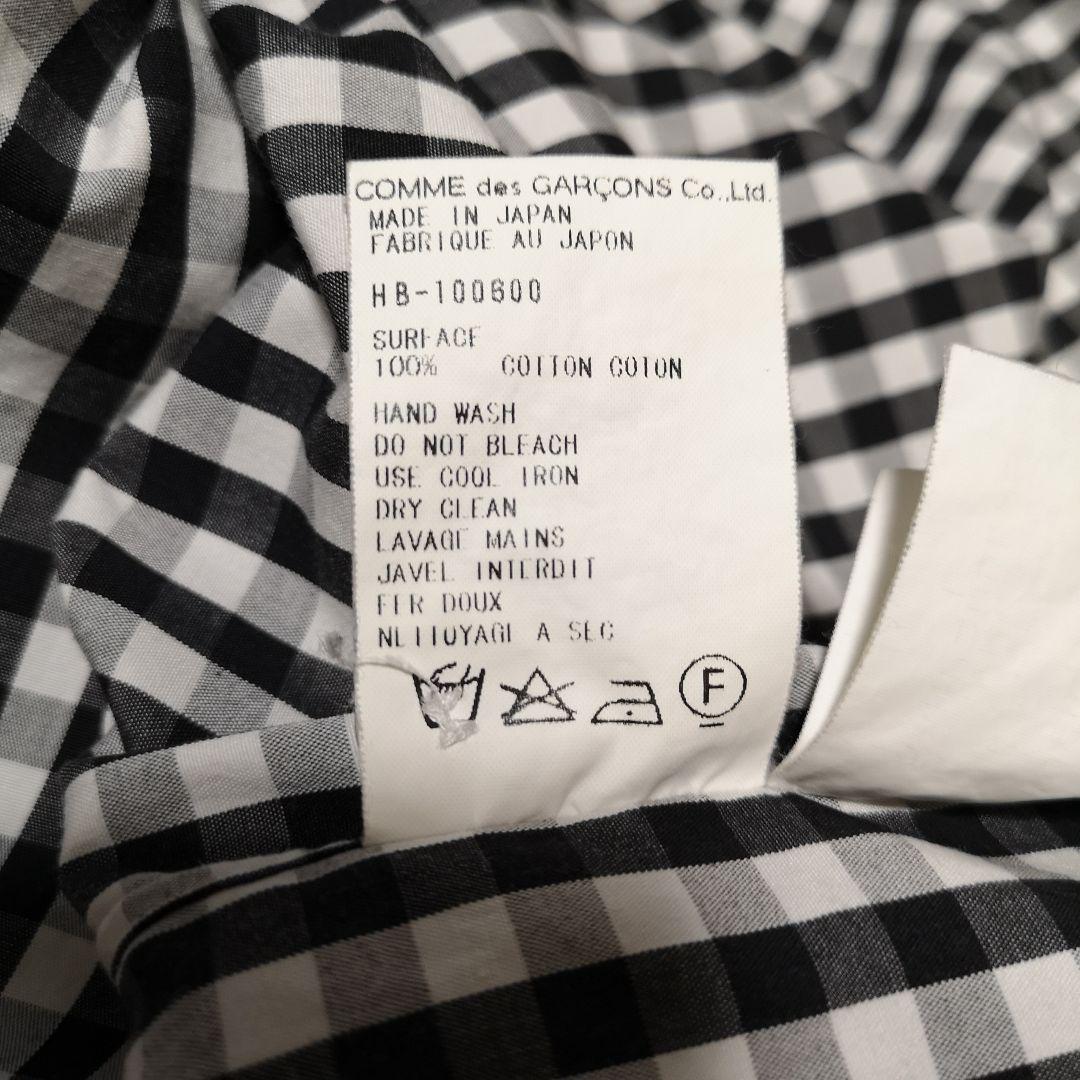 COMME des GARÇONS Co.,Ltd.
MADE IN JAPAN
FABRIQUE AU JAPON
HB-100600
SURFACE
100% COTTON COTON
HAND WASH
DO NOT BLEACH
USE COOL IRON
DRY CLEAN
LAVAGE MAINS
JAVEL INTERDIT
FER DOUX
NETTOYAGE A SEC
F